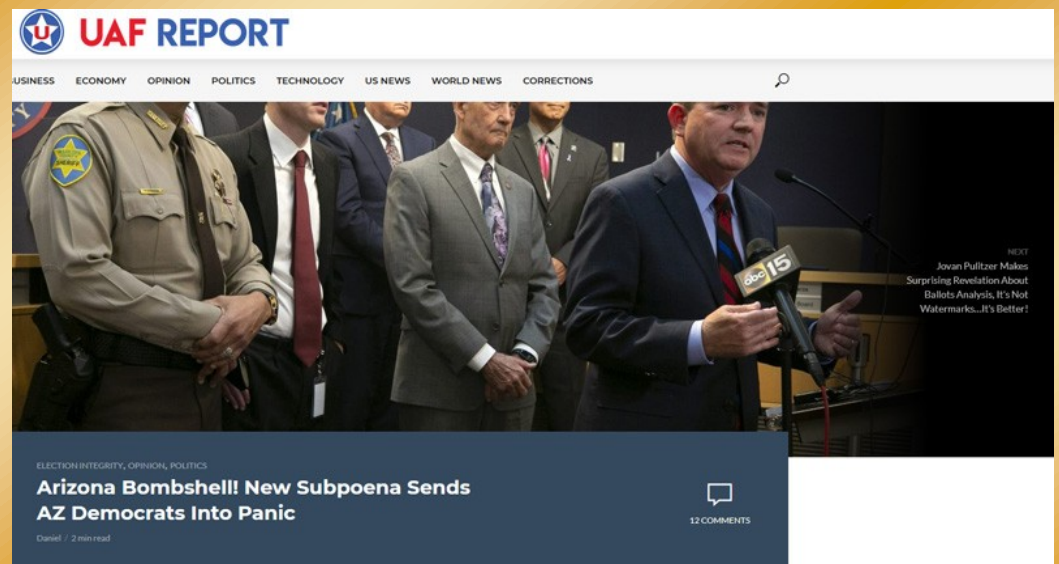 U UAF REPORT
USINESS ECONOMY OPINION POLITICS TECHNOLOGY US NEWS WORLD NEWS CORRECTIONS
SHERIFF
abc 15
NEXT
Jovan Pulitzer Makes
Surprising Revelation About
Ballots Analysis, It's Not
Watermarks...It's Better!
ELECTION INTEGRITY, OPINION, POLITICS
Arizona Bombshell! New Subpoena Sends
AZ Democrats Into Panic
12 COMMENTS
Daniel / 2 min read